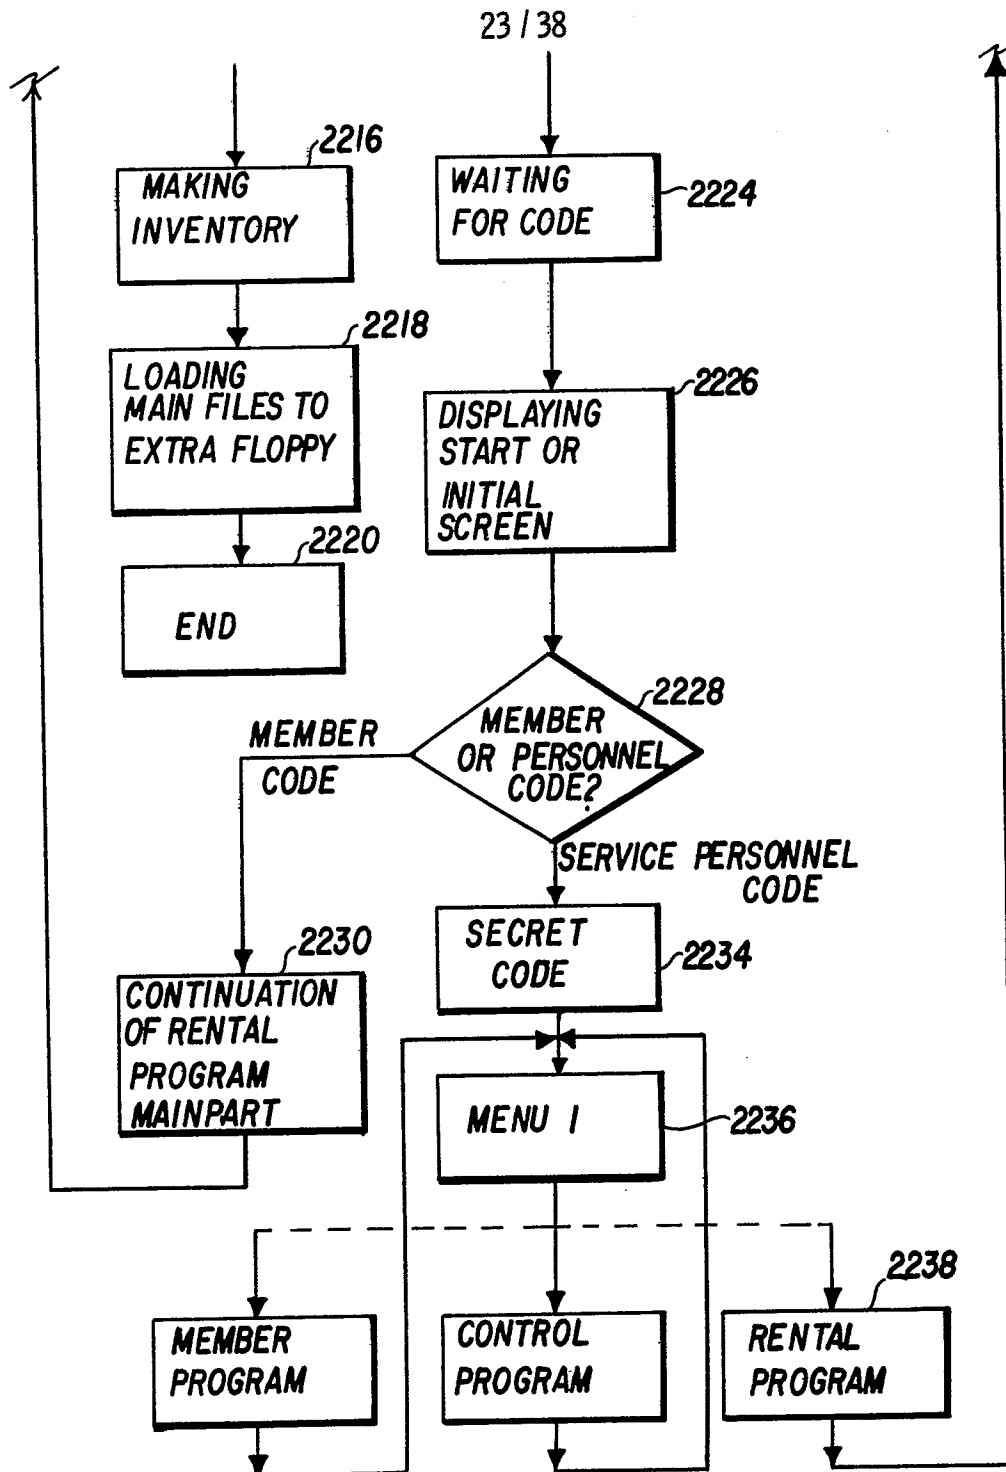 23 / 38
2216
MAKING
INVENTORY
2218
LOADING
MAIN FILES TO
EXTRA FLOPPY
2220
END
WAITING
FOR CODE
2224
2226
DISPLAYING
START OR
INITIAL
SCREEN
2228
MEMBER
OR PERSONNEL
CODE?
MEMBER
CODE
SERVICE PERSONNEL
CODE
2230
CONTINUATION
OF RENTAL
PROGRAM
MAINPART
SECRET
CODE
2234
MENU 1
2236
MEMBER
PROGRAM
CONTROL
PROGRAM
2238
RENTAL
PROGRAM